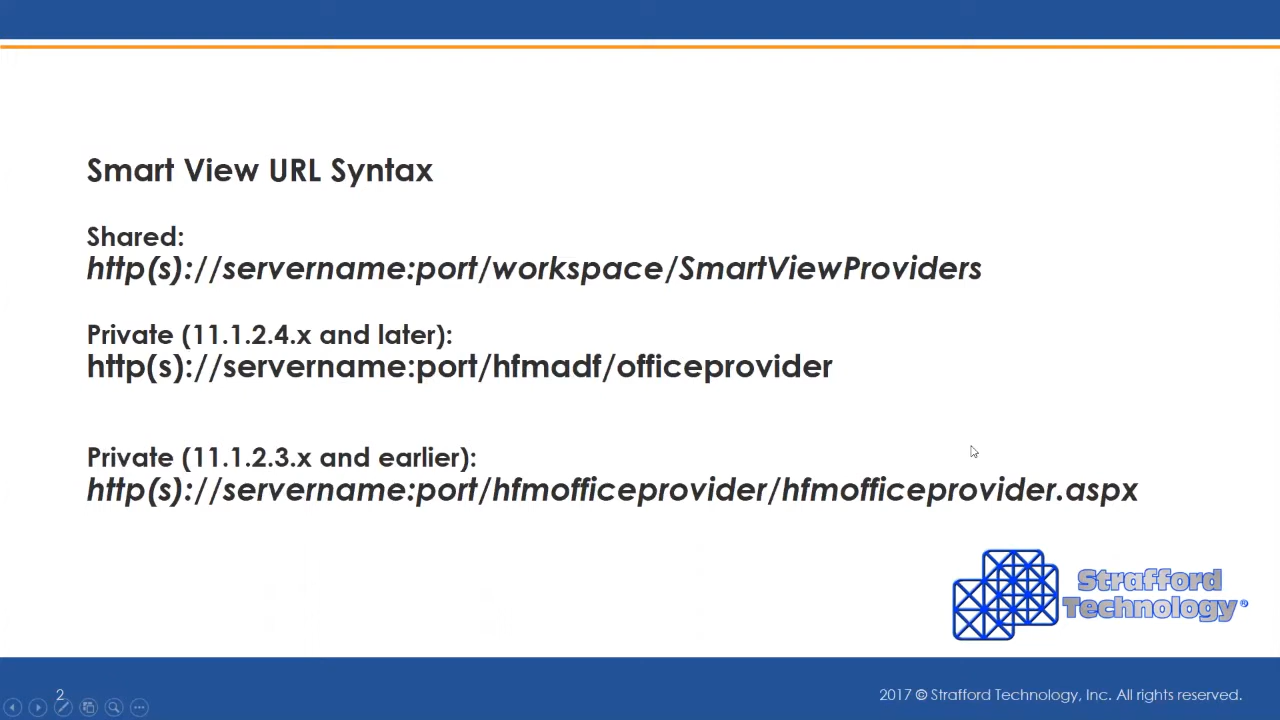 Smart View URL Syntax
Shared:
http(s)://servername:port/workspace/SmartViewProviders
Private (11.1.2.4.x and later):
http(s)://servername:port/hfmadf/officeprovider
Private (11.1.2.3.x and earlier):
http(s)://servername:port/hfmofficeprovider/hfmofficeprovider.aspx
Strafford
Technology®
2
2017 © Strafford Technology, Inc. All rights reserved.